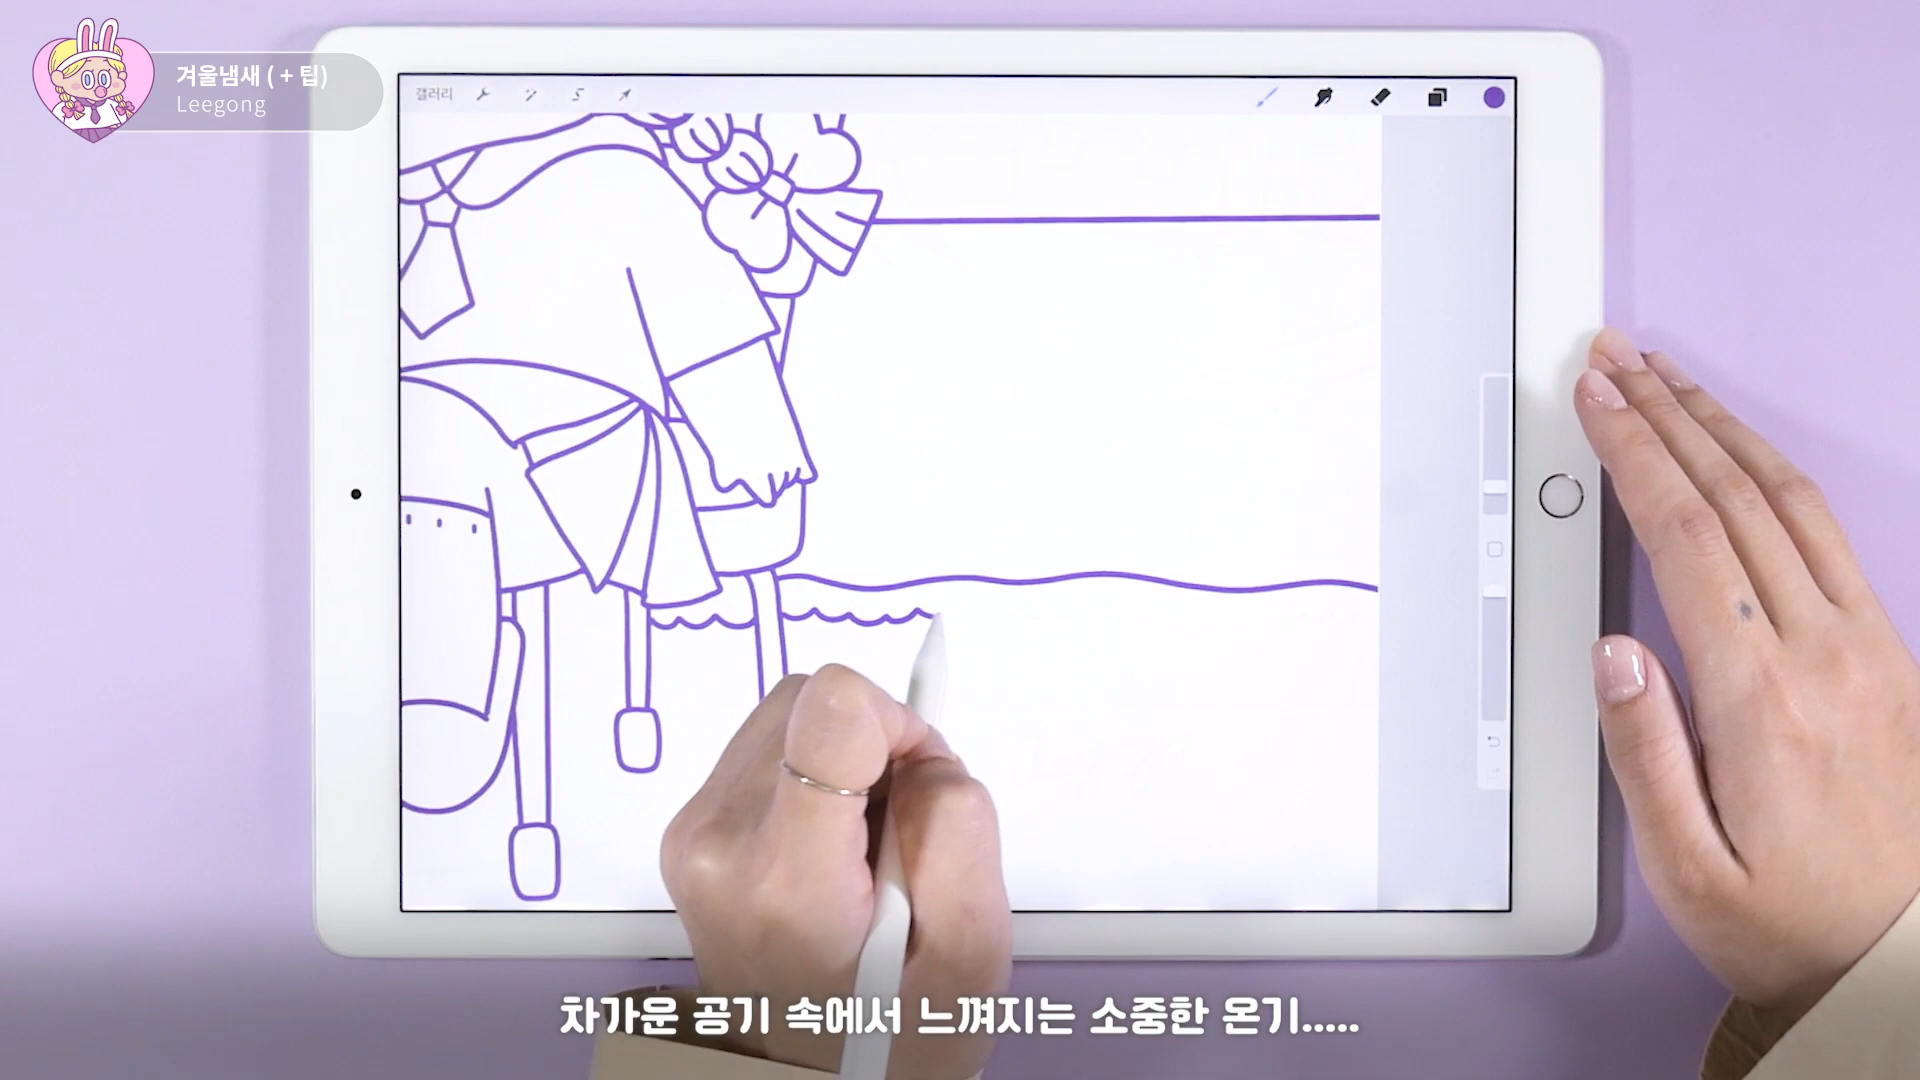 겨울냄새 ( + 팁)
Leegong
갤러리
차가운 공기 속에서 느껴지는 소중한 온기.....